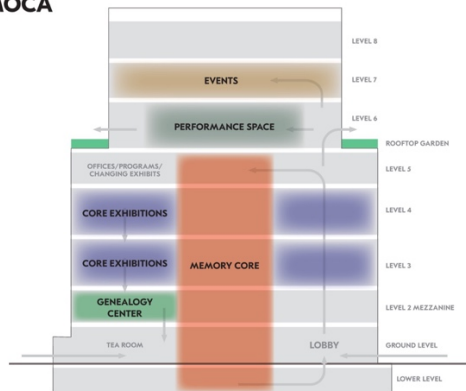 MOCA
LEVEL 8
EVENTS
LEVEL 7
PERFORMANCE SPACE
LEVEL 6
ROOFTOP GARDEN
OFFICES/PROGRAMS/
CHANGING EXHIBITS
LEVEL 5
CORE EXHIBITIONS
LEVEL 4
CORE EXHIBITIONS
MEMORY CORE
LEVEL 3
GENEALOGY
CENTER
LEVEL 2 MEZZANINE
TEA ROOM
LOBBY
GROUND LEVEL
LOWER LEVEL